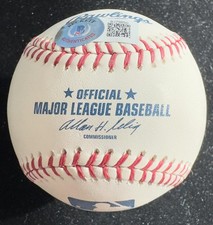 Rawlings
OFFICIAL
MAJOR LEAGUE BASEBALL
Allan H. Selig
COMMISSIONER